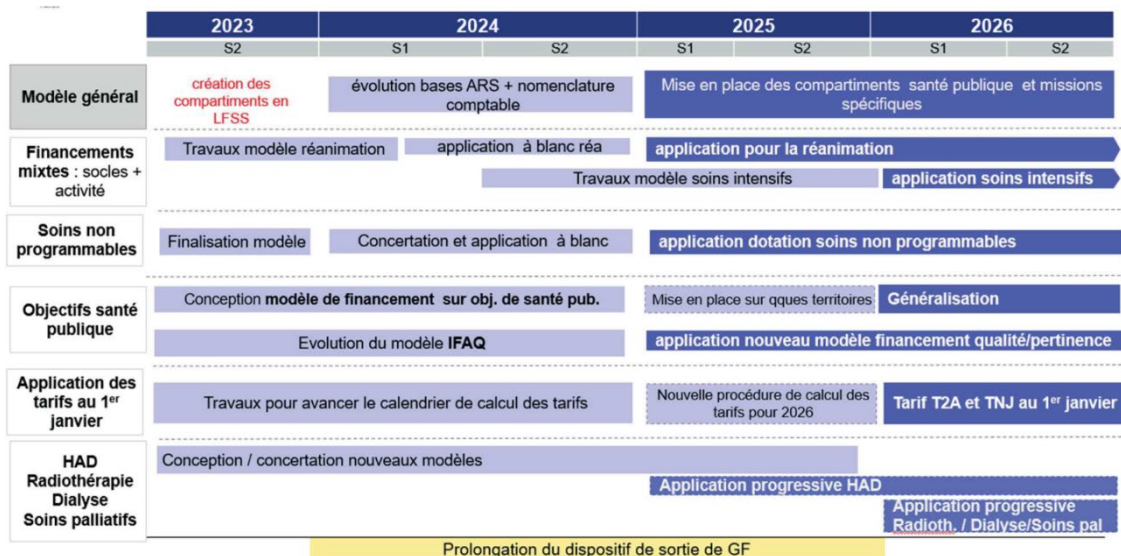 2023 2024 2025 2026
S2 S1 S2 S1 S2 S1 S2
Modèle général
création des
compartiments en
LFSS
évolution bases ARS + nomenclature
comptable
Mise en place des compartiments santé publique et missions
spécifiques
Financements
mixtes : socles +
activité
Travaux modèle réanimation
application à blanc réa
application pour la réanimation
Travaux modèle soins intensifs
application soins intensifs
Soins non
programmables
Finalisation modèle
Concertation et application à blanc
application dotation soins non programmables
Objectifs santé
publique
Conception modèle de financement sur obj. de santé pub.
Mise en place sur qques territoires
Généralisation
Evolution du modèle IFAQ
application nouveau modèle financement qualité/pertinence
Application des
tarifs au 1er
janvier
Travaux pour avancer le calendrier de calcul des tarifs
Nouvelle procédure de calcul des
tarifs pour 2026
Tarif T2A et TNJ au 1er janvier
HAD
Radiothérapie
Dialyse
Soins palliatifs
Conception / concertation nouveaux modèles
Application progressive HAD
Application progressive
Radioth. / Dialyse/Soins pal
Prolongation du dispositif de sortie de GF